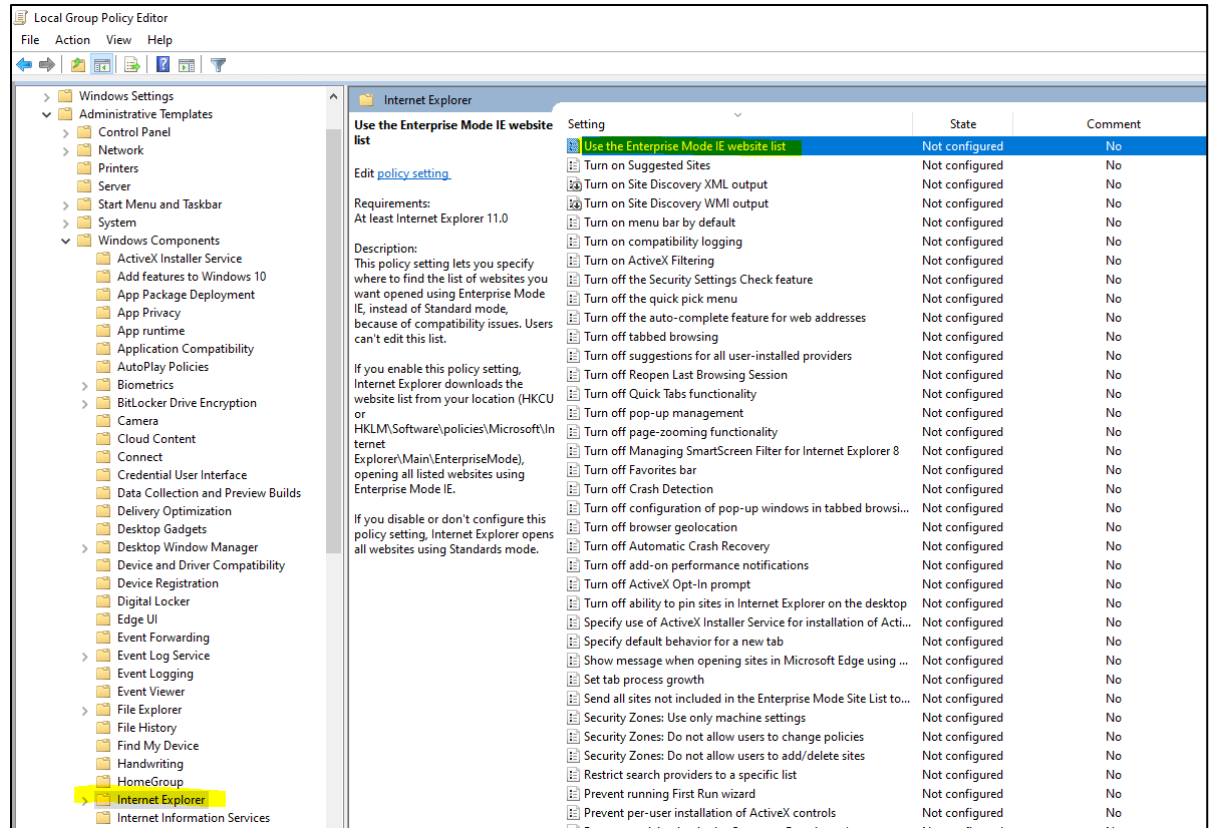 Local Group Policy Editor
File Action View Help
Windows Settings
Administrative Templates
Control Panel
Network
Printers
Server
Start Menu and Taskbar
System
Windows Components
ActiveX Installer Service
Add features to Windows 10
App Package Deployment
App Privacy
App runtime
Application Compatibility
AutoPlay Policies
Biometrics
BitLocker Drive Encryption
Camera
Cloud Content
Connect
Credential User Interface
Data Collection and Preview Builds
Delivery Optimization
Desktop Gadgets
Desktop Window Manager
Device and Driver Compatibility
Device Registration
Digital Locker
Edge UI
Event Forwarding
Event Log Service
Event Logging
Event Viewer
File Explorer
File History
Find My Device
Handwriting
HomeGroup
Internet Explorer
Internet Information Services
Internet Explorer
Use the Enterprise Mode IE website
list
Edit policy setting
Requirements:
At least Internet Explorer 11.0
Description:
This policy setting lets you specify
where to find the list of websites you
want opened using Enterprise Mode
IE, instead of Standard mode,
because of compatibility issues. Users
can't edit this list.
If you enable this policy setting,
Internet Explorer downloads the
website list from your location (HKCU
or
HKLM\Software\policies\Microsoft\In
ternet
Explorer\Main\EnterpriseMode),
opening all listed websites using
Enterprise Mode IE.
If you disable or don't configure this
policy setting, Internet Explorer opens
all websites using Standards mode.
Setting State Comment
Use the Enterprise Mode IE website list Not configured No
Turn on Suggested Sites Not configured No
Turn on Site Discovery XML output Not configured No
Turn on Site Discovery WMI output Not configured No
Turn on menu bar by default Not configured No
Turn on compatibility logging Not configured No
Turn on ActiveX Filtering Not configured No
Turn off the Security Settings Check feature Not configured No
Turn off the quick pick menu Not configured No
Turn off the auto-complete feature for web addresses Not configured No
Turn off tabbed browsing Not configured No
Turn off suggestions for all user-installed providers Not configured No
Turn off Reopen Last Browsing Session Not configured No
Turn off Quick Tabs functionality Not configured No
Turn off pop-up management Not configured No
Turn off page-zooming functionality Not configured No
Turn off Managing SmartScreen Filter for Internet Explorer 8 Not configured No
Turn off Favorites bar Not configured No
Turn off Crash Detection Not configured No
Turn off configuration of pop-up windows in tabbed browsi... Not configured No
Turn off browser geolocation Not configured No
Turn off Automatic Crash Recovery Not configured No
Turn off add-on performance notifications Not configured No
Turn off ActiveX Opt-In prompt Not configured No
Turn off ability to pin sites in Internet Explorer on the desktop Not configured No
Specify use of ActiveX Installer Service for installation of Acti... Not configured No
Specify default behavior for a new tab Not configured No
Show message when opening sites in Microsoft Edge using ... Not configured No
Set tab process growth Not configured No
Send all sites not included in the Enterprise Mode Site List to... Not configured No
Security Zones: Use only machine settings Not configured No
Security Zones: Do not allow users to change policies Not configured No
Security Zones: Do not allow users to add/delete sites Not configured No
Restrict search providers to a specific list Not configured No
Prevent running First Run wizard Not configured No
Prevent per-user installation of ActiveX controls Not configured No